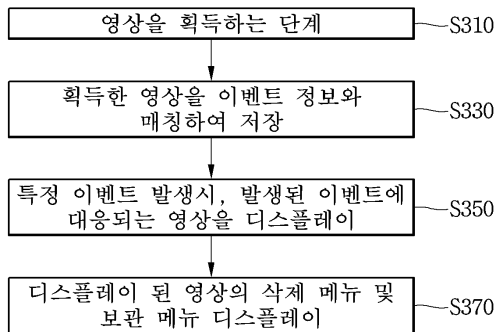 영상을 획득하는 단계
S310
획득한 영상을 이벤트 정보와
매칭하여 저장
S330
특정 이벤트 발생시, 발생된 이벤트에
대응되는 영상을 디스플레이
S350
디스플레이 된 영상의 삭제 메뉴 및
보관 메뉴 디스플레이
S370